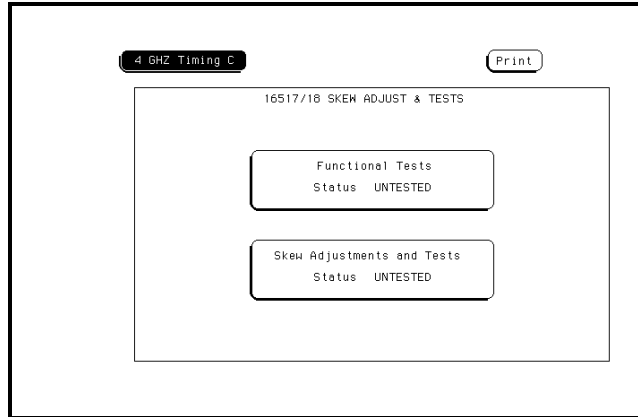 4 GHZ Timing C
Print
16517/18 SKEW ADJUST & TESTS
Functional Tests
Status UNTESTED
Skew Adjustments and Tests
Status UNTESTED